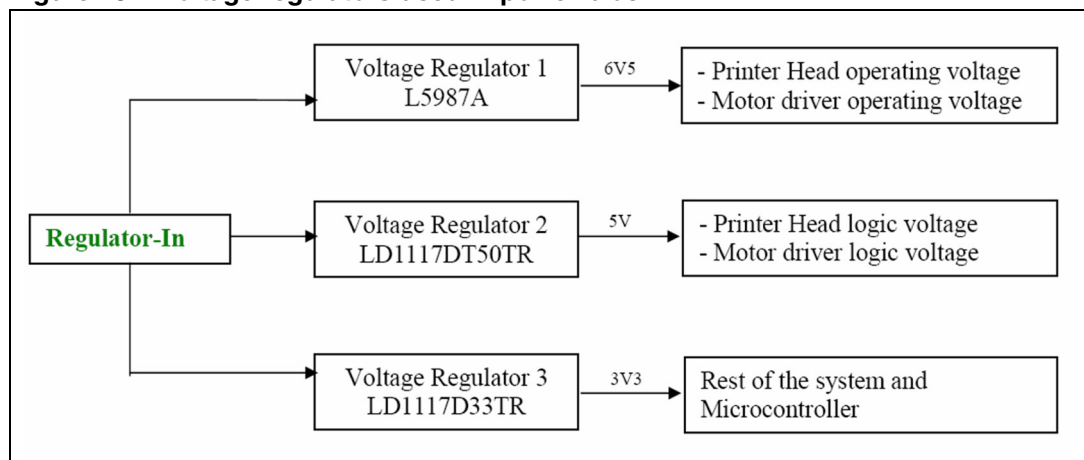 Voltage Regulator 1
L5987A
6V5
- Printer Head operating voltage
- Motor driver operating voltage
Regulator-In
Voltage Regulator 2
LD1117DT50TR
5V
- Printer Head logic voltage
- Motor driver logic voltage
Voltage Regulator 3
LD1117D33TR
3V3
Rest of the system and
Microcontroller